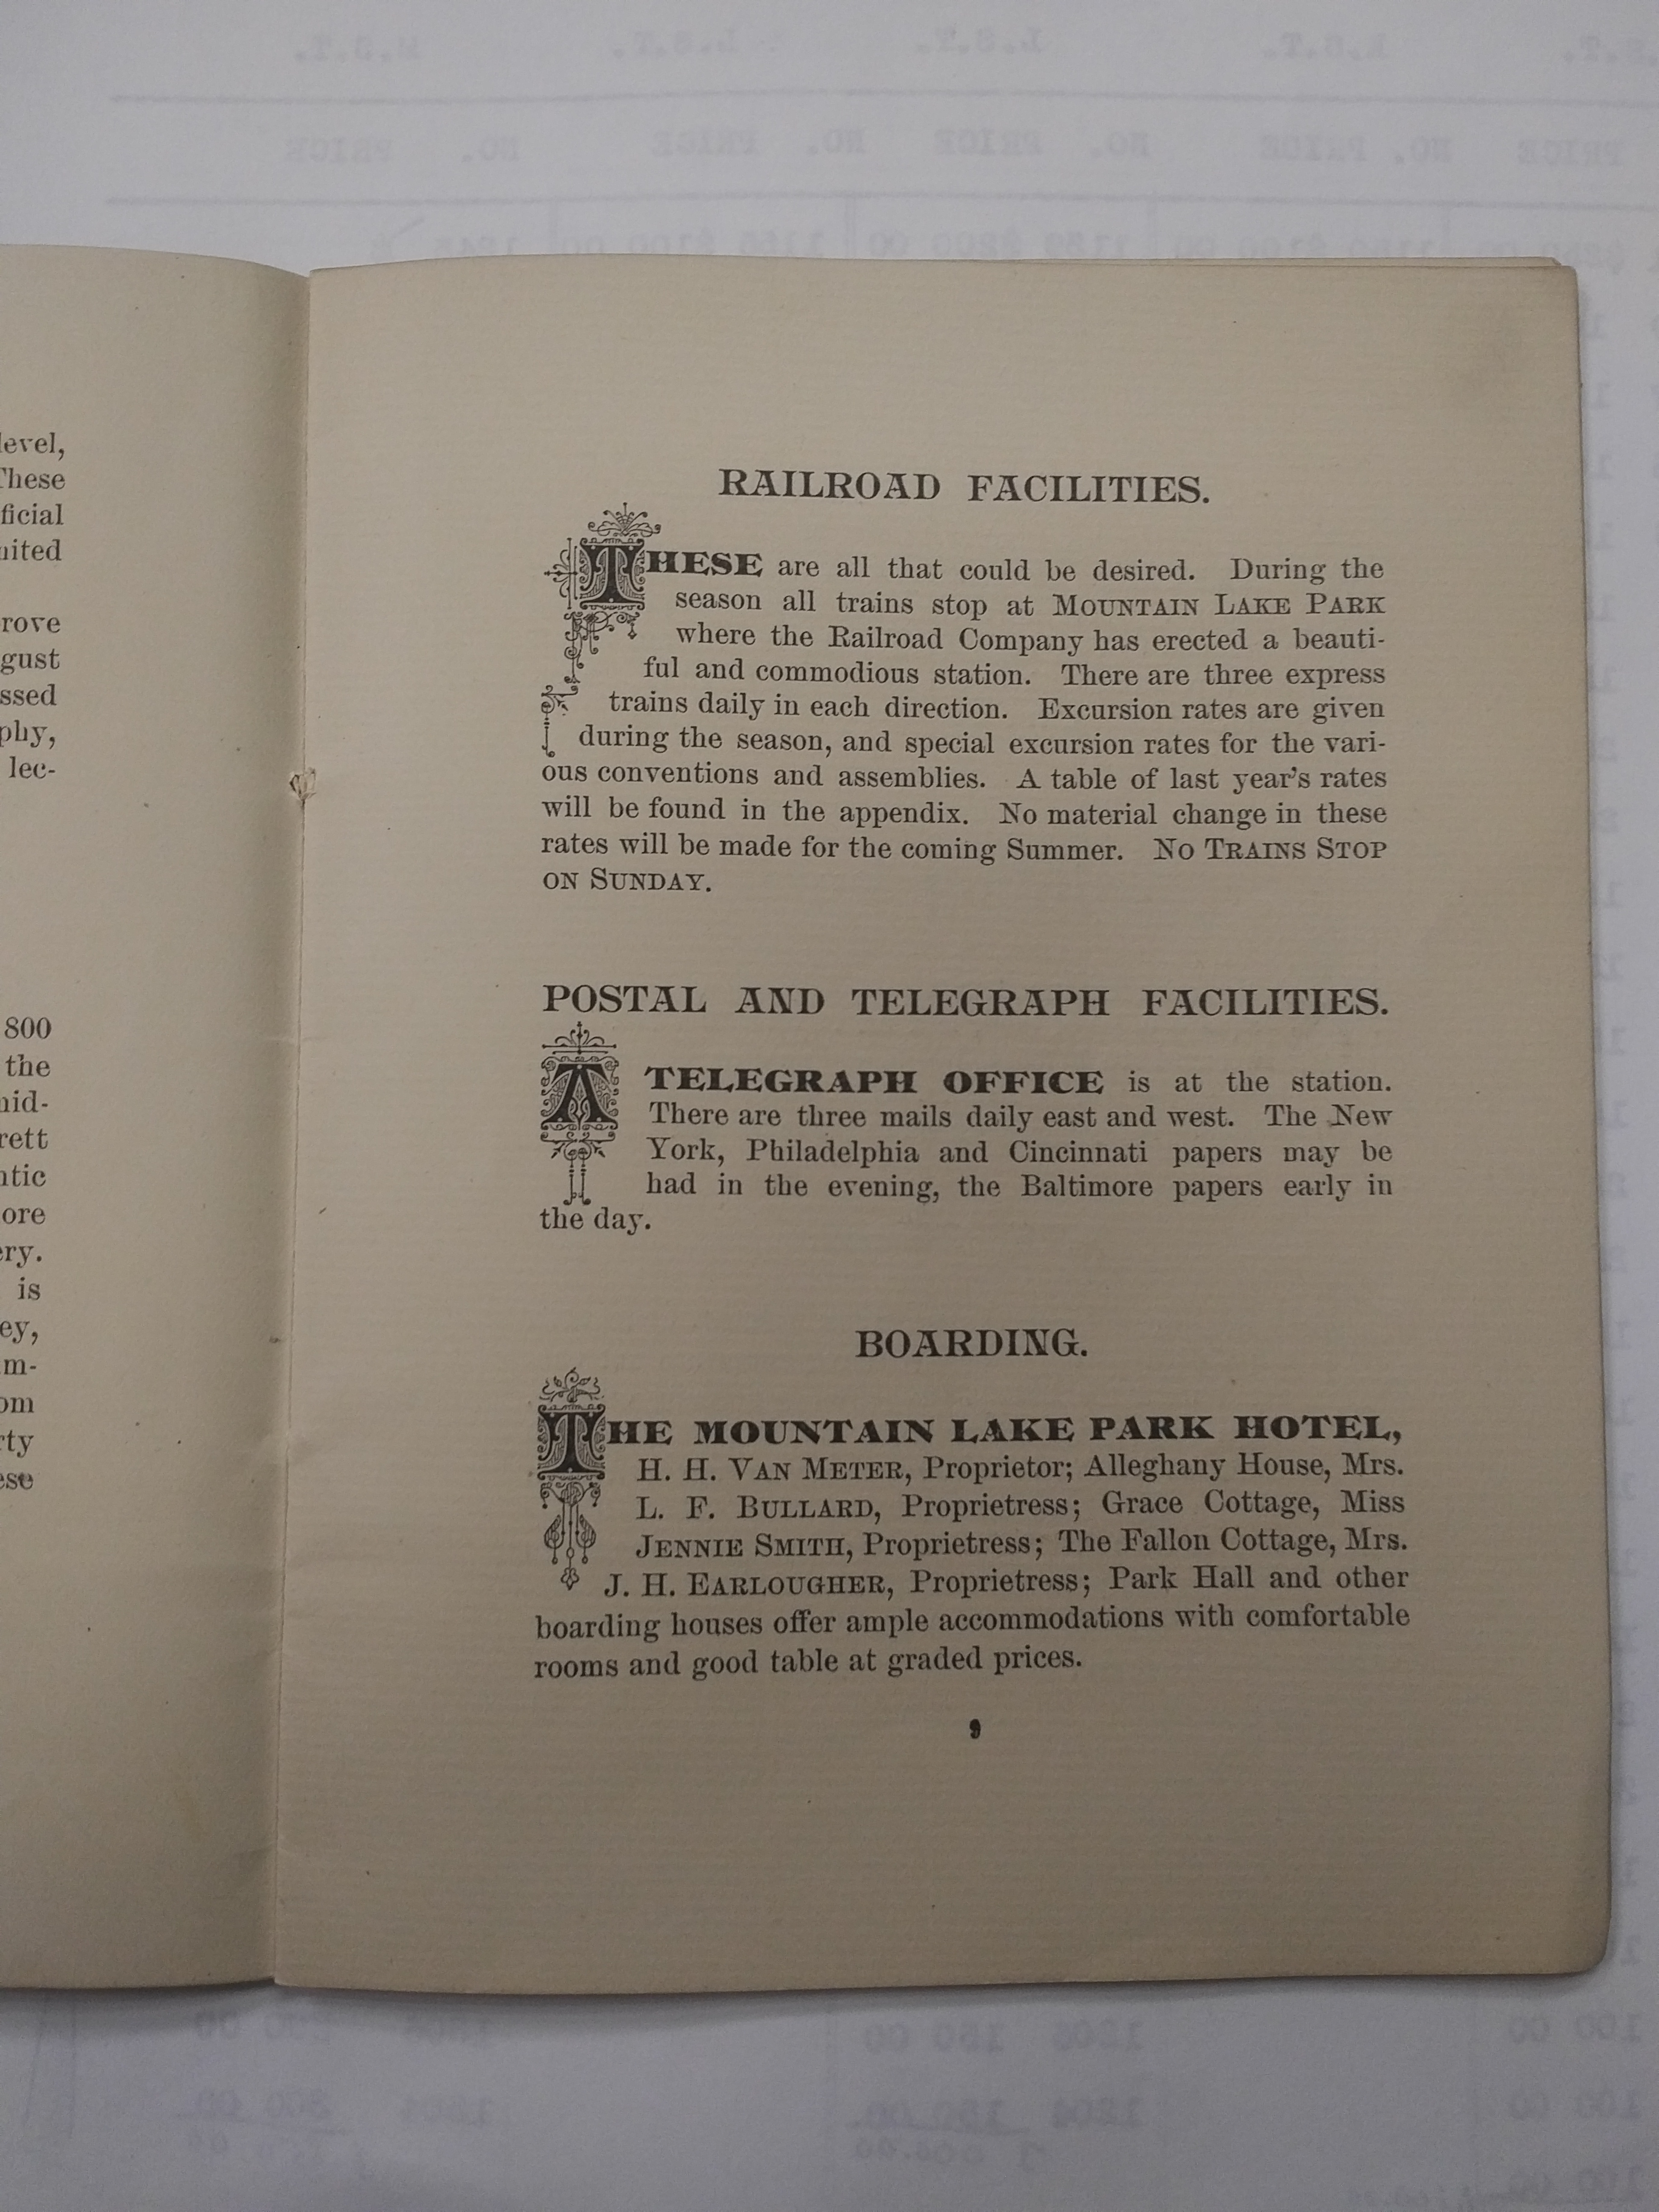 level,
These
ficial
nited
rove
gust
ssed
phy,
lec-
800
the
mid-
rett
ntic
ore
ery.
is
ey,
m-
om
rty
ese
RAILROAD FACILITIES.
THESE are all that could be desired. During the
season all trains stop at MOUNTAIN LAKE PARK
where the Railroad Company has erected a beauti-
ful and commodious station. There are three express
trains daily in each direction. Excursion rates are given
during the season, and special excursion rates for the vari-
ous conventions and assemblies. A table of last year's rates
will be found in the appendix. No material change in these
rates will be made for the coming Summer. NO TRAINS STOP
ON SUNDAY.
POSTAL AND TELEGRAPH FACILITIES.
A TELEGRAPH OFFICE is at the station.
There are three mails daily east and west. The New
York, Philadelphia and Cincinnati papers may be
had in the evening, the Baltimore papers early in
the day.
BOARDING.
THE MOUNTAIN LAKE PARK HOTEL,
H. H. VAN METER, Proprietor; Alleghany House, Mrs.
L. F. BULLARD, Proprietress; Grace Cottage, Miss
JENNIE SMITH, Proprietress; The Fallon Cottage, Mrs.
J. H. EARLOUGHER, Proprietress; Park Hall and other
boarding houses offer ample accommodations with comfortable
rooms and good table at graded prices.
9